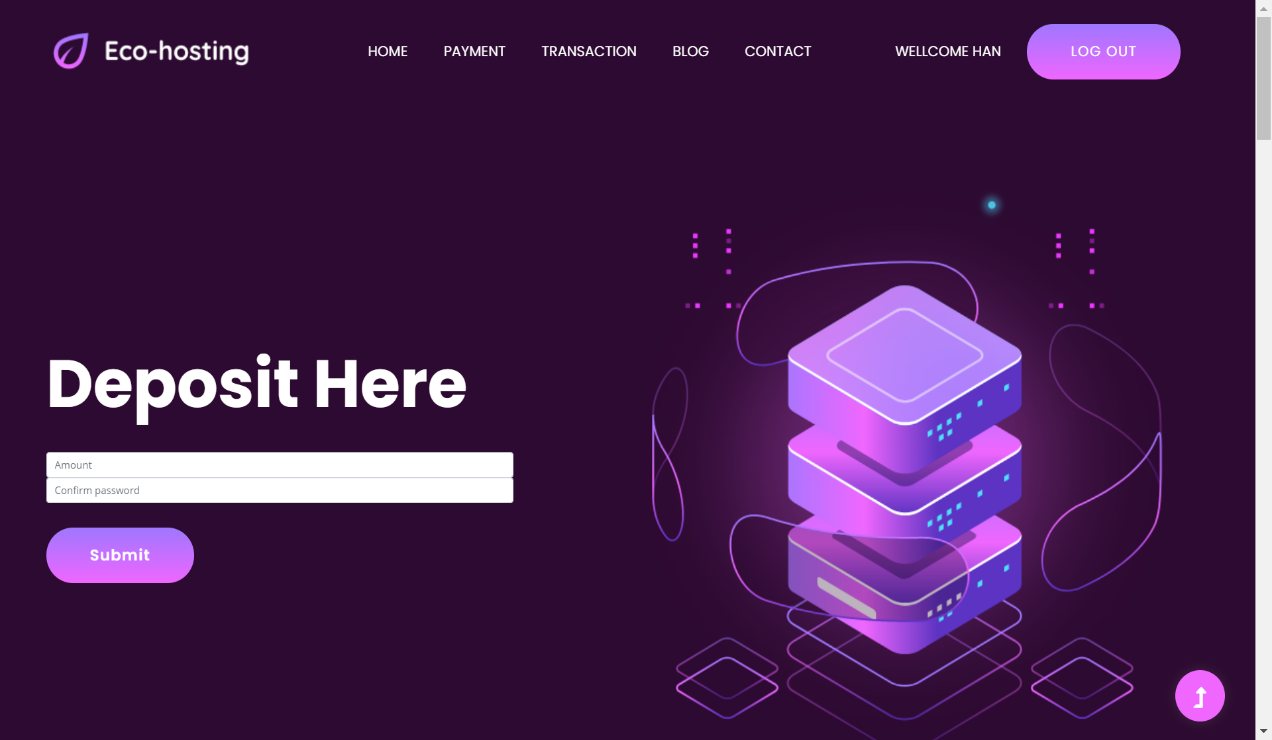 Eco-hosting
HOME PAYMENT TRANSACTION BLOG CONTACT WELLCOME HAN LOG OUT
Deposit Here
Amount
Confirm password
Submit